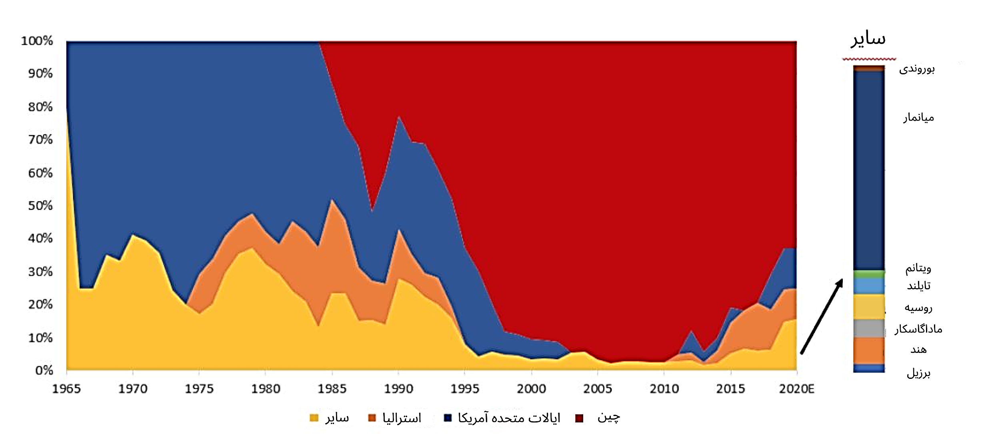 100%
90%
80%
70%
60%
50%
40%
30%
20%
10%
0%
1965 1970 1975 1980 1985 1990 1995 2000 2005 2010 2015 2020E
سایر
استرالیا
ایالات متحده آمریکا
چین
سایر
بوروندی
میانمار
ویتانم
تایلند
روسیه
ماداگاسکار
هند
برزیل